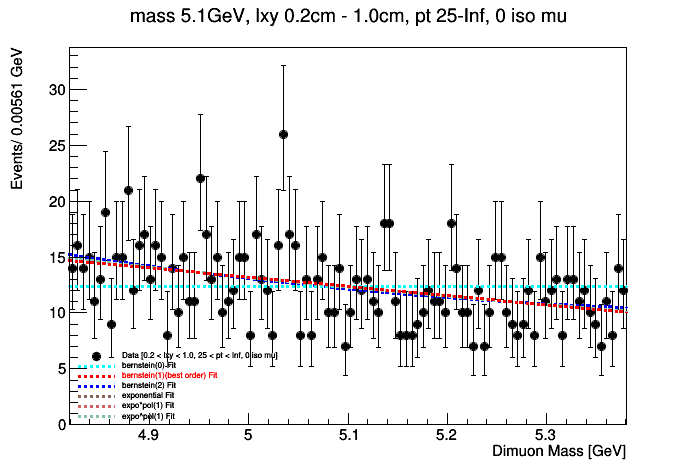 mass 5.1GeV, lxy 0.2cm - 1.0cm, pt 25-Inf, 0 iso mu
Events/ 0.00561 GeV
30
25
20
15
10
5
0
Data [0.2 < lxy < 1.0, 25 < pt < Inf, 0 iso mu]
bernstein(0) Fit
bernstein(1)(best order) Fit
bernstein(2) Fit
exponential Fit
expo*pol(1) Fit
expo^pol(1) Fit
4.9 5 5.1 5.2 5.3
Dimuon Mass [GeV]